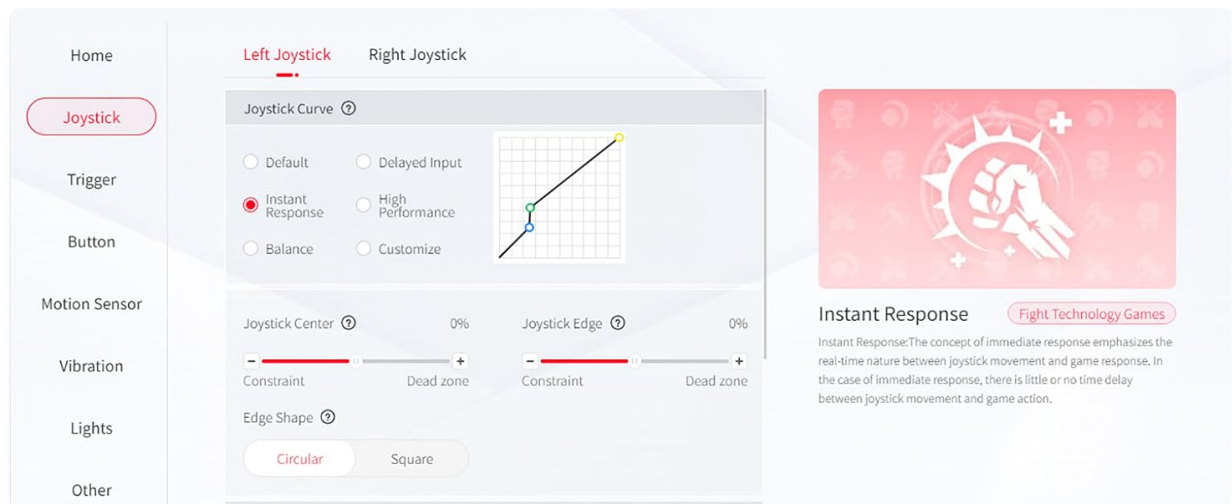 Home
Joystick
Trigger
Button
Motion Sensor
Vibration
Lights
Other
Left Joystick
Right Joystick
Joystick Curve ?
Default
Delayed Input
Instant
Response
High
Performance
Balance
Customize
Joystick Center ?
0%
Joystick Edge ?
0%
Constraint
Dead zone
Constraint
Dead zone
Edge Shape ?
Circular
Square
Instant Response
Fight Technology Games
Instant Response:The concept of immediate response emphasizes the
real-time nature between joystick movement and game response. In
the case of immediate response, there is little or no time delay
between joystick movement and game action.